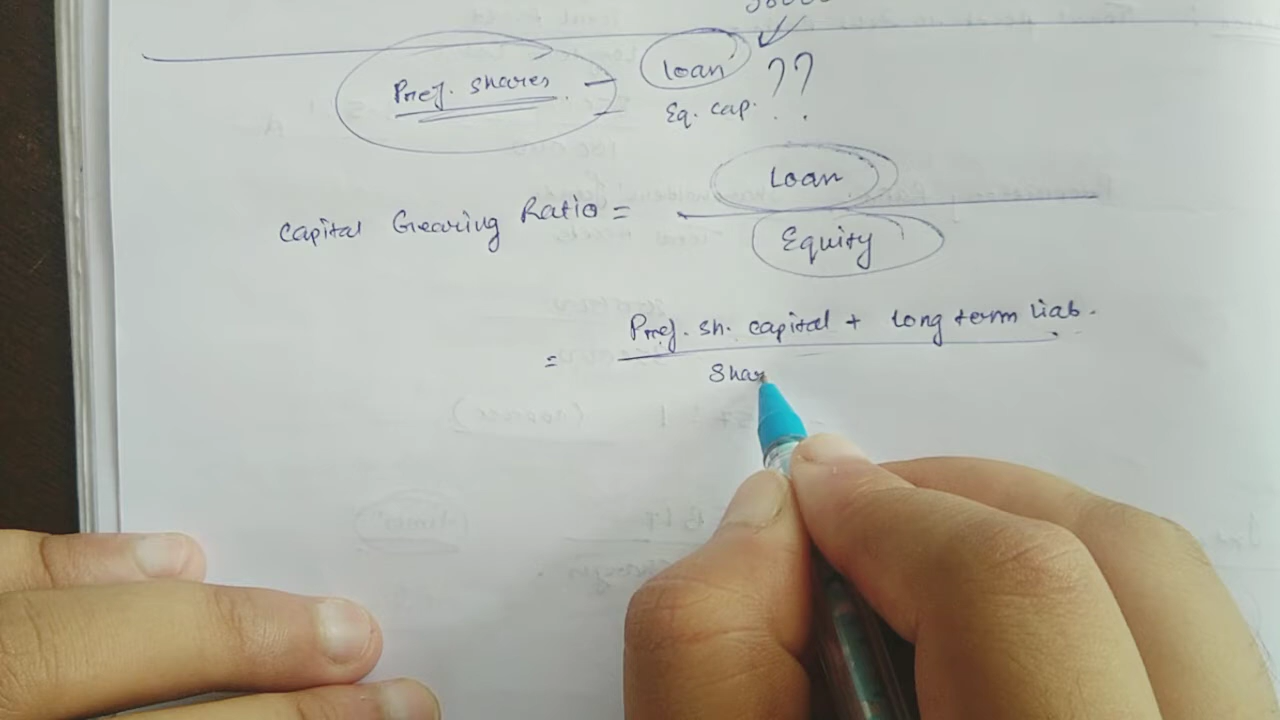 Pref. shares - loan ??
Eq. cap. . .
Capital Gearing Ratio = Loan
Equity
= Pref. sh. capital + long term liab.
Shar